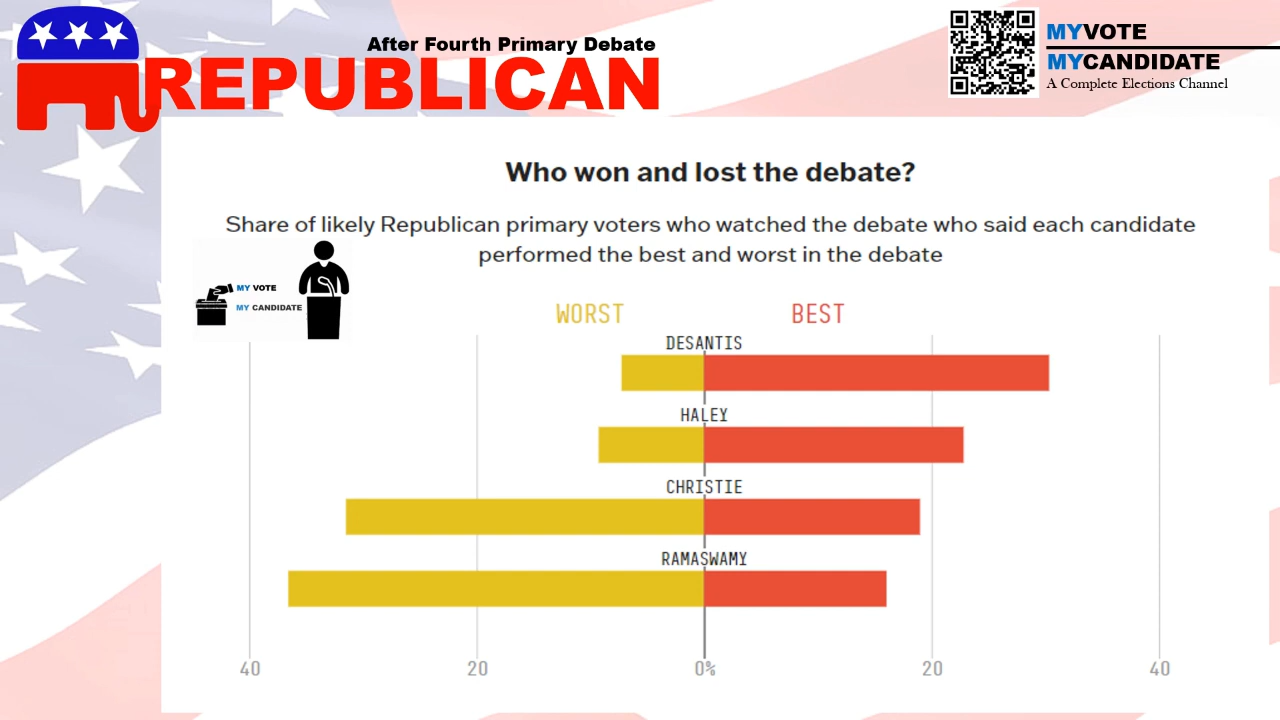 After Fourth Primary Debate
REPUBLICAN
MYVOTE
MYCANDIDATE
A Complete Elections Channel
Who won and lost the debate?
Share of likely Republican primary voters who watched the debate who said each candidate
performed the best and worst in the debate
MY VOTE
MY CANDIDATE
WORST BEST
DESANTIS
HALEY
CHRISTIE
RAMASWAMY
40 20 0% 20 40